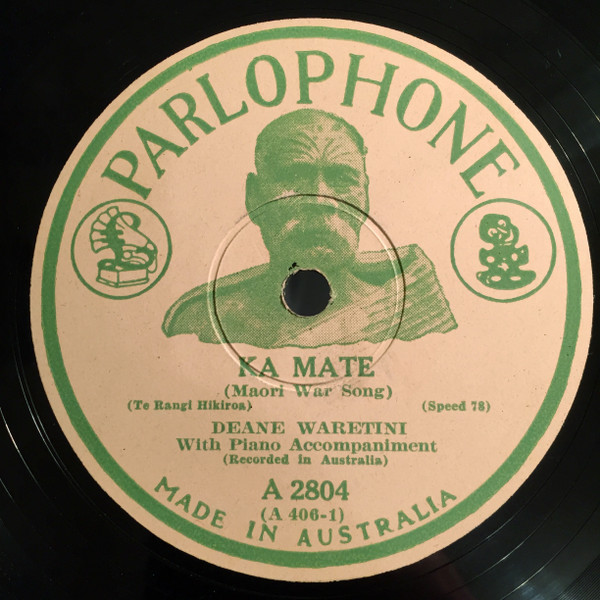 PARLOPHONE
KA MATE
(Maori War Song)
(Te Rangi Hikiroa) (Speed 78)
DEANE WARETINI
With Piano Accompaniment
(Recorded in Australia)
A 2804
(A 406-1)
MADE IN AUSTRALIA